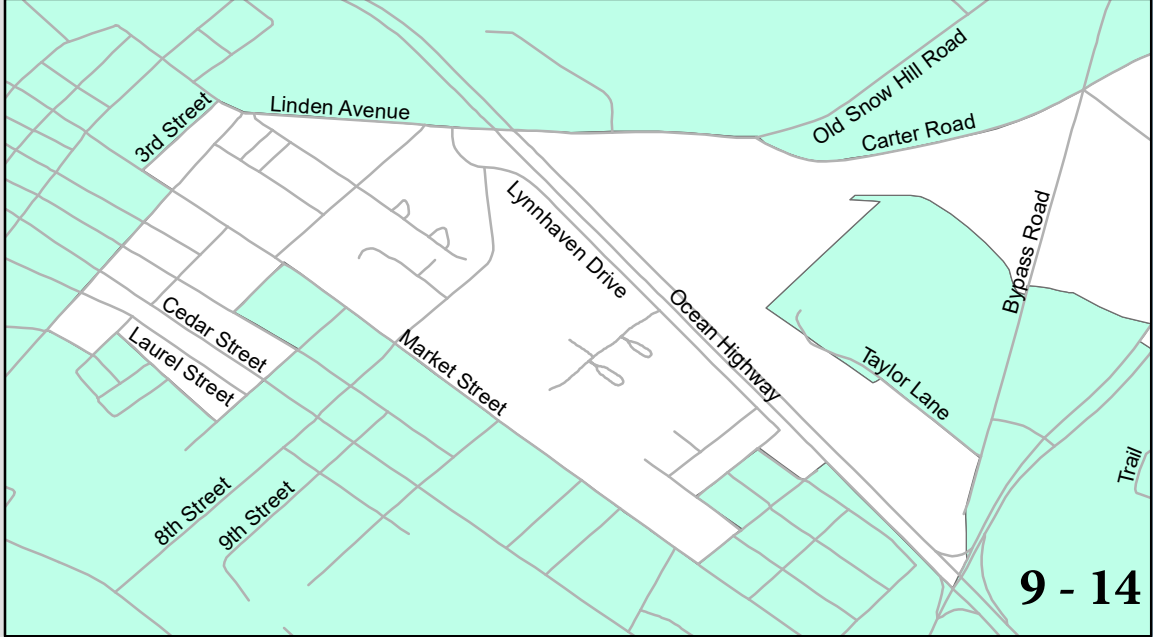 Old Snow Hill Road
3rd Street
Linden Avenue
Carter Road
Lynnhaven Drive
Bypass Road
Ocean Highway
Cedar Street
Laurel Street
Market Street
Taylor Lane
Trail
8th Street
9th Street
9 - 14